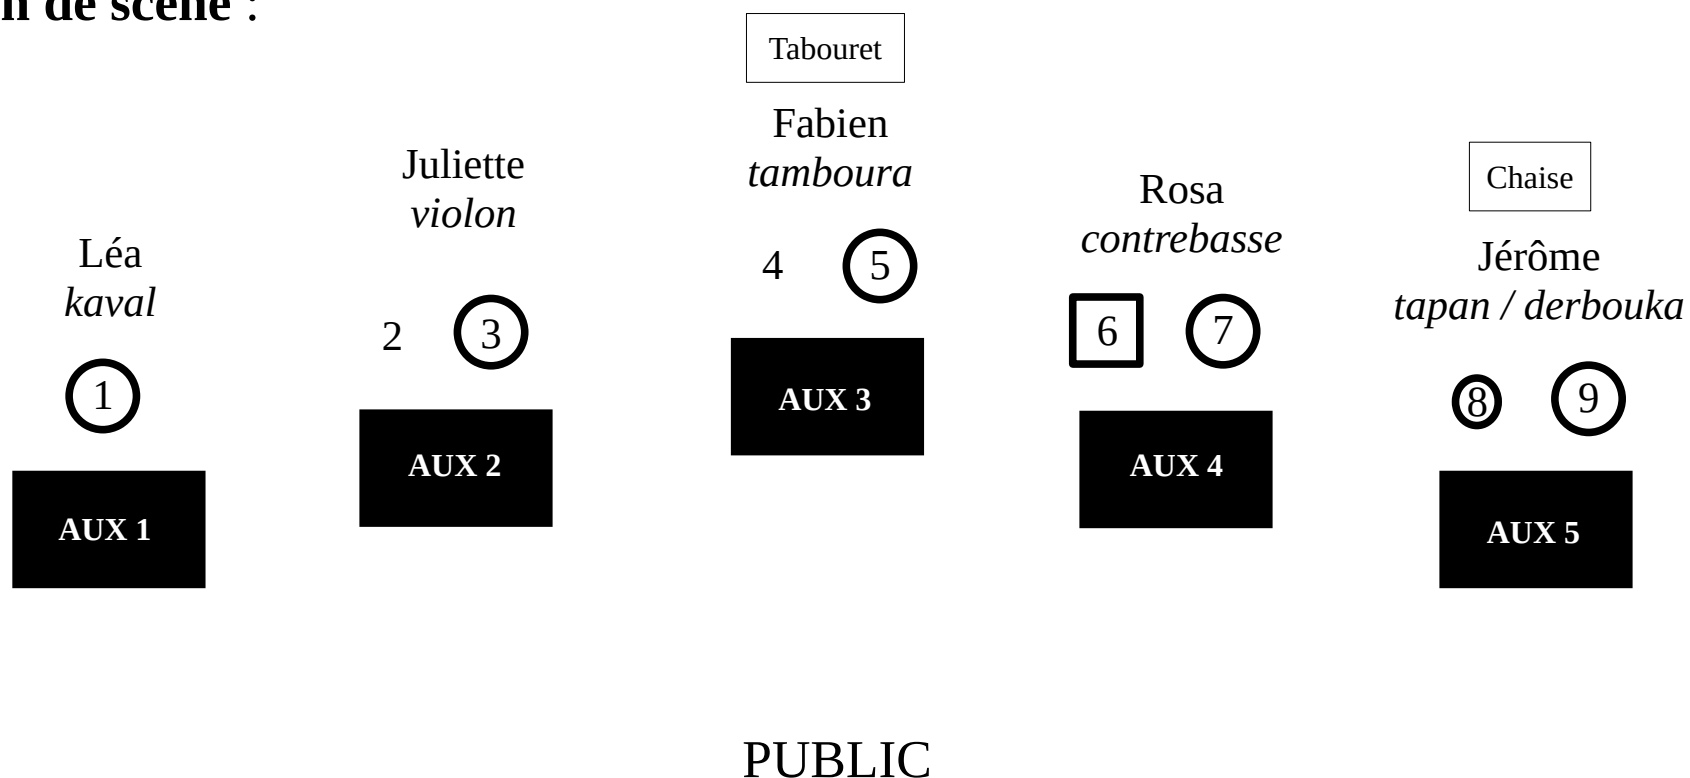 n de scène :
Tabouret
Fabien
tamboura
4 5
AUX 3
Juliette
violon
2 3
AUX 2
Léa
kaval
1
AUX 1
Rosa
contrebasse
6 7
AUX 4
Chaise
Jérôme
tapan / derbouka
8 9
AUX 5
PUBLIC